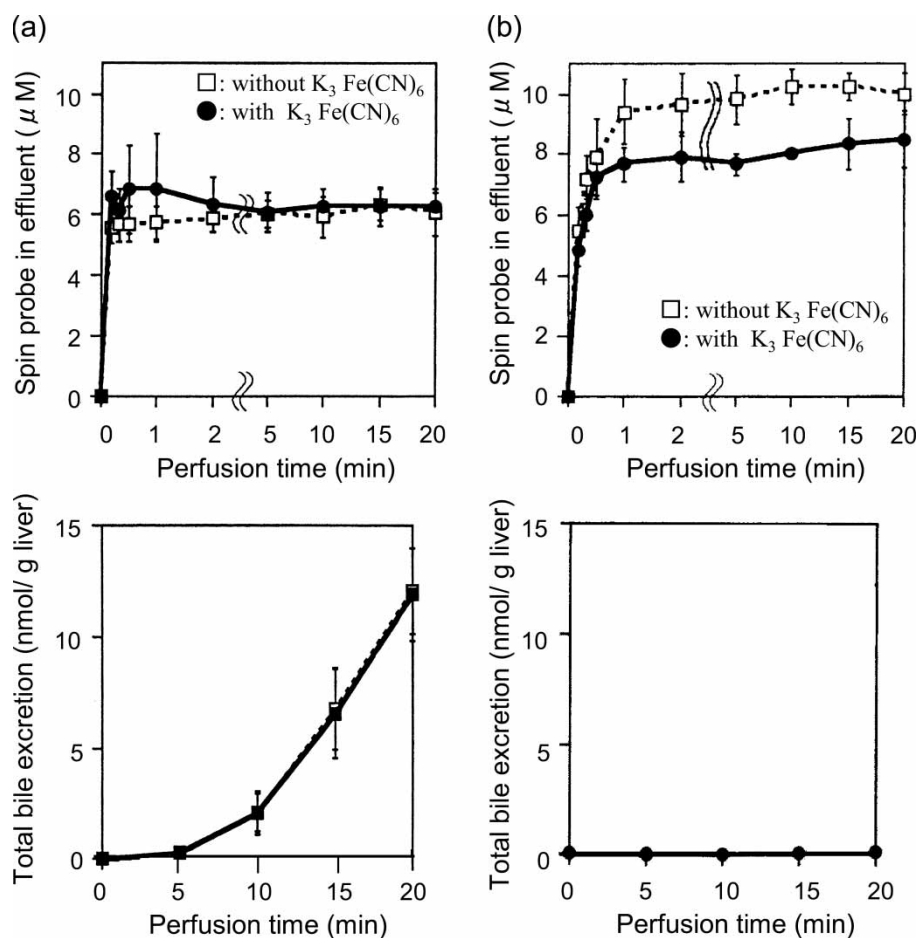 (a)
Spin probe in effluent (μM)
10
8
6
4
2
0
□: without K₃ Fe(CN)₆
●: with K₃ Fe(CN)₆
0 1 2 5 10 15 20
Perfusion time (min)
(b)
Spin probe in effluent (μM)
10
8
6
4
2
0
□: without K₃ Fe(CN)₆
●: with K₃ Fe(CN)₆
0 1 2 5 10 15 20
Perfusion time (min)
Total bile excretion (nmol/ g liver)
15
10
5
0
0 5 10 15 20
Perfusion time (min)
Total bile excretion (nmol/ g liver)
15
10
5
0
0 5 10 15 20
Perfusion time (min)